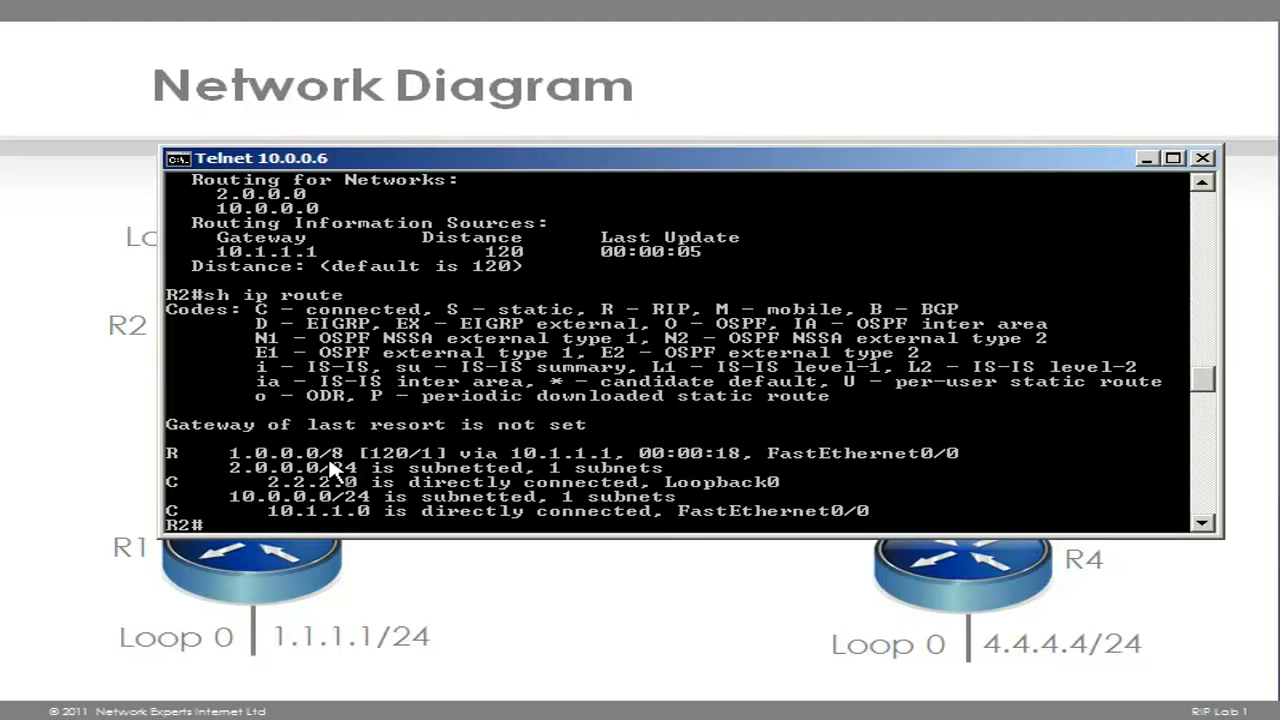 Network Diagram
Telnet 10.0.0.6
Routing for Networks:
2.0.0.0
10.0.0.0
Routing Information Sources:
Gateway Distance Last Update
10.1.1.1 120 00:00:05
Distance: (default is 120)
R2#sh ip route
Codes: C - connected, S - static, R - RIP, M - mobile, B - BGP
D - EIGRP, EX - EIGRP external, O - OSPF, IA - OSPF inter area
N1 - OSPF NSSA external type 1, N2 - OSPF NSSA external type 2
E1 - OSPF external type 1, E2 - OSPF external type 2
i - IS-IS, su - IS-IS summary, L1 - IS-IS level-1, L2 - IS-IS level-2
ia - IS-IS inter area, * - candidate default, U - per-user static route
o - ODR, P - periodic downloaded static route
Gateway of last resort is not set
R 1.0.0.0/8 [120/1] via 10.1.1.1, 00:00:18, FastEthernet0/0
2.0.0.0/24 is subnetted, 1 subnets
C 2.2.2.0 is directly connected, Loopback0
10.0.0.0/24 is subnetted, 1 subnets
C 10.1.1.0 is directly connected, FastEthernet0/0
R2#
Lo
R2
R1
R4
Loop 0 1.1.1.1/24
Loop 0 4.4.4.4/24
© 2011 Network Experts Internet Ltd
RIP Lab 1